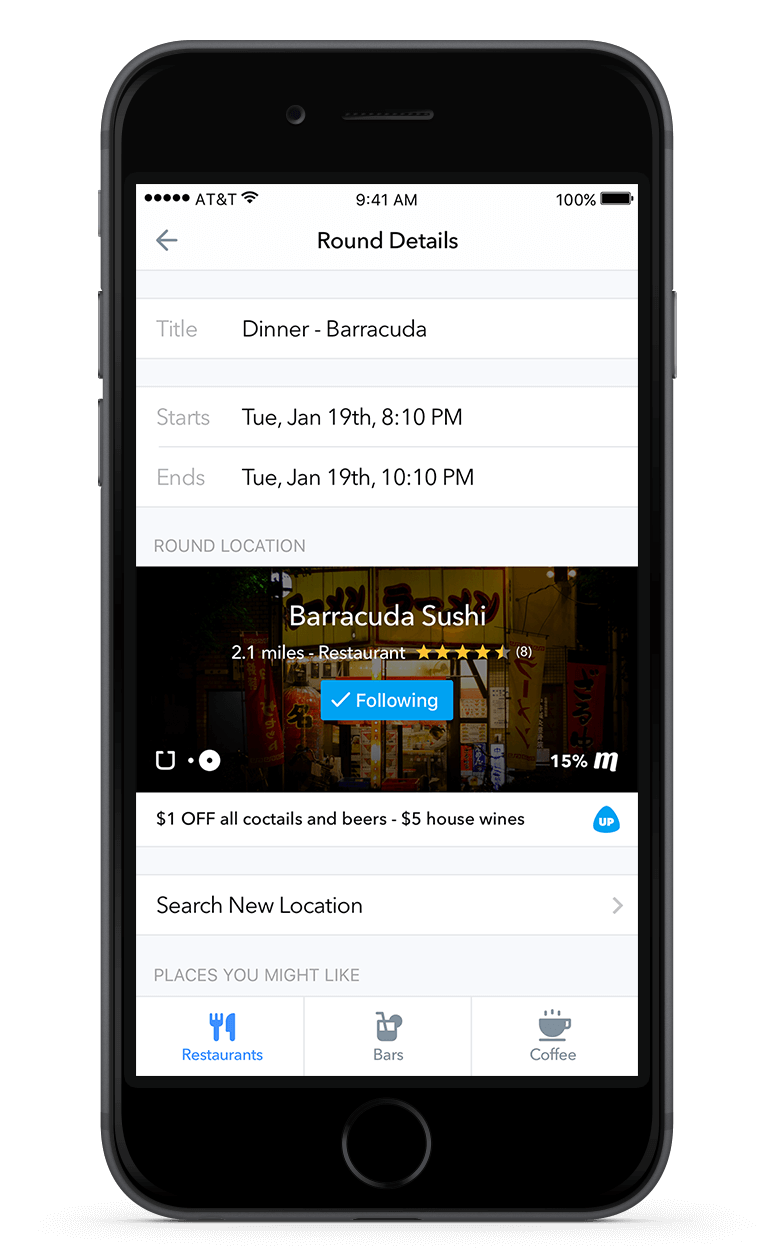 AT&T 9:41 AM 100%
Round Details
Title Dinner - Barracuda
Starts Tue, Jan 19th, 8:10 PM
Ends Tue, Jan 19th, 10:10 PM
ROUND LOCATION
Barracuda Sushi
2.1 miles - Restaurant (8)
Following
15% m
$1 OFF all coctails and beers - $5 house wines UP
Search New Location
PLACES YOU MIGHT LIKE
Restaurants Bars Coffee